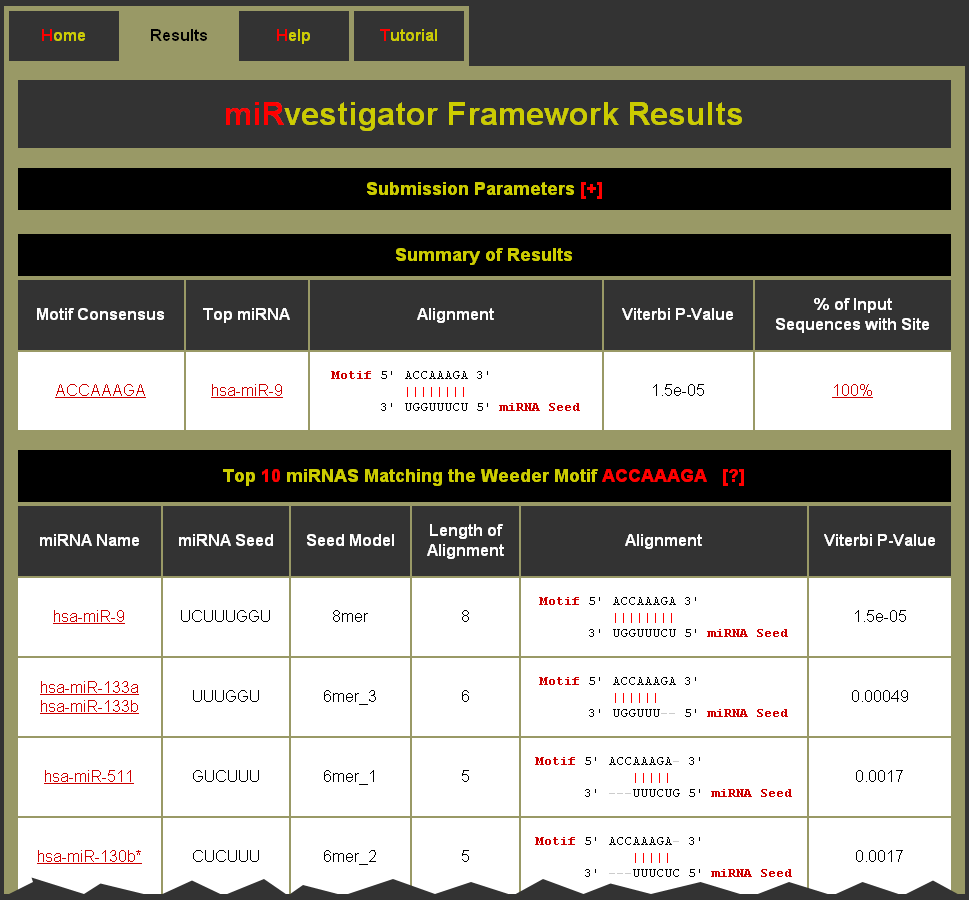 Home Results Help Tutorial
miRvestigator Framework Results
Submission Parameters [+]
Summary of Results
Motif Consensus Top miRNA Alignment Viterbi P-Value % of Input
Sequences with Site
Motif 5' ACCAAAGA 3'
||||||||
ACCAAAGA hsa-miR-9 1.5e-05 100%
3' UGGUUUCU 5' miRNA Seed
Top 10 miRNAS Matching the Weeder Motif ACCAAAGA [?]
miRNA Name miRNA Seed Seed Model Length of
Alignment Alignment Viterbi P-Value
Motif 5' ACCAAAGA 3'
||||||||
hsa-miR-9 UCUUUGGU 8mer 8 1.5e-05
3' UGGUUUCU 5' miRNA Seed
Motif 5' ACCAAAGA 3'
||||||
hsa-miR-133a
hsa-miR-133b UUUGGU 6mer_3 6 0.00049
3' UGGUUU-- 5' miRNA Seed
Motif 5' ACCAAAGA- 3'
|||||
hsa-miR-511 GUCUUU 6mer_1 5 0.0017
3' ---UUUCUG 5' miRNA Seed
Motif 5' ACCAAAGA- 3'
|||||
hsa-miR-130b* CUCUUU 6mer_2 5 0.0017
3' ---UUUCUC 5' miRNA Seed